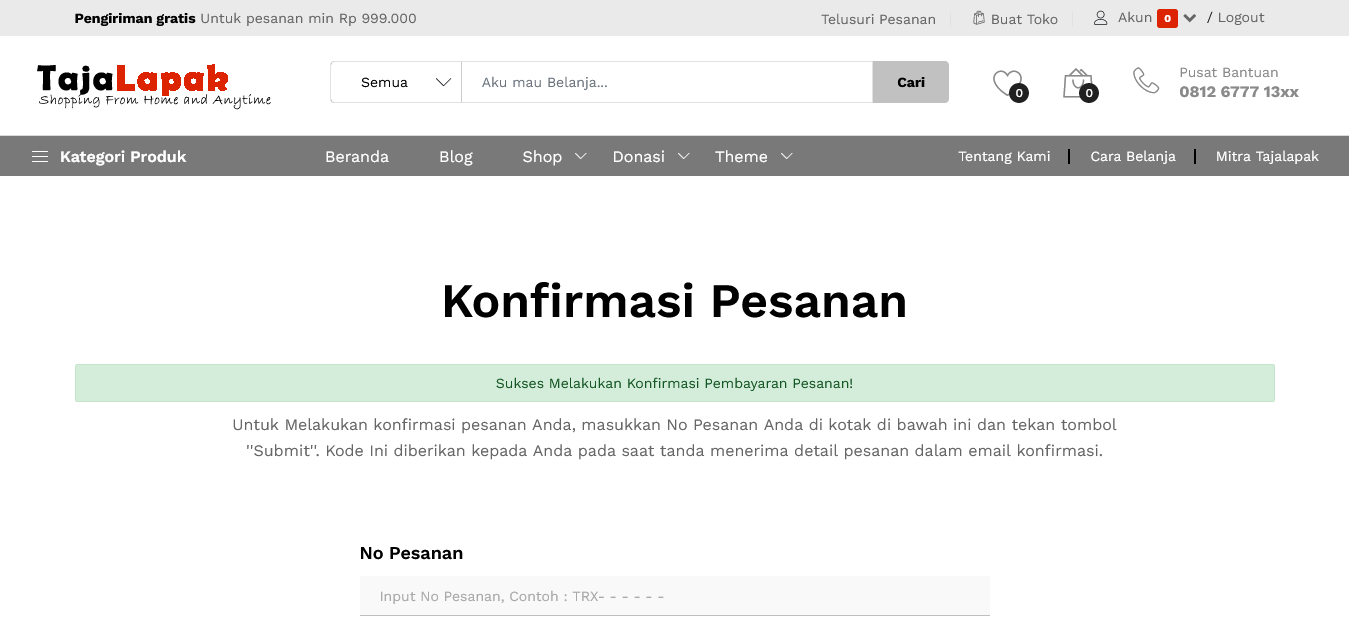 Pengiriman gratis Untuk pesanan min Rp 999.000
Telusuri Pesanan
Buat Toko
Akun 0 / Logout
TajaLapak
Shopping From Home and Anytime
Semua
Aku mau Belanja...
Cari
0
0
Pusat Bantuan
0812 6777 13xx
Kategori Produk
Beranda
Blog
Shop
Donasi
Theme
Tentang Kami
Cara Belanja
Mitra Tajalapak
Konfirmasi Pesanan
Sukses Melakukan Konfirmasi Pembayaran Pesanan!
Untuk Melakukan konfirmasi pesanan Anda, masukkan No Pesanan Anda di kotak di bawah ini dan tekan tombol
"Submit". Kode Ini diberikan kepada Anda pada saat tanda menerima detail pesanan dalam email konfirmasi.
No Pesanan
Input No Pesanan, Contoh : TRX- - - - - -